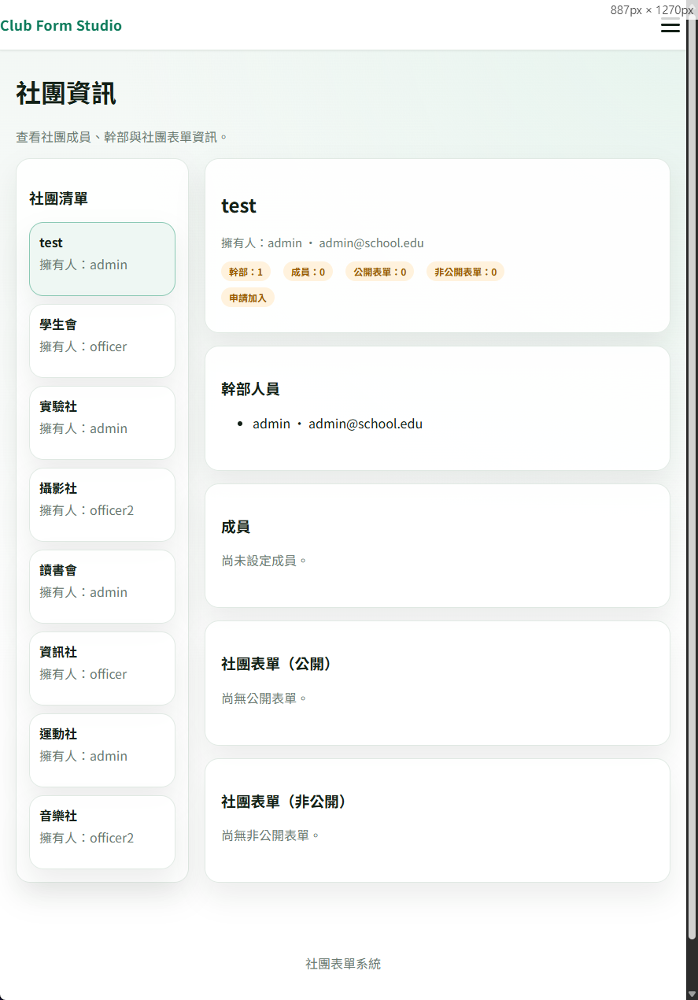 887px × 1270px
Club Form Studio
社團資訊
查看社團成員、幹部與社團表單資訊。
社團清單
test
擁有人：admin
學生會
擁有人：officer
實驗社
擁有人：admin
攝影社
擁有人：officer2
讀書會
擁有人：admin
資訊社
擁有人：officer
運動社
擁有人：admin
音樂社
擁有人：officer2
test
擁有人：admin · admin@school.edu
幹部：1 成員：0 公開表單：0 非公開表單：0
申請加入
幹部人員
• admin · admin@school.edu
成員
尚未設定成員。
社團表單（公開）
尚無公開表單。
社團表單（非公開）
尚無非公開表單。
社團表單系統